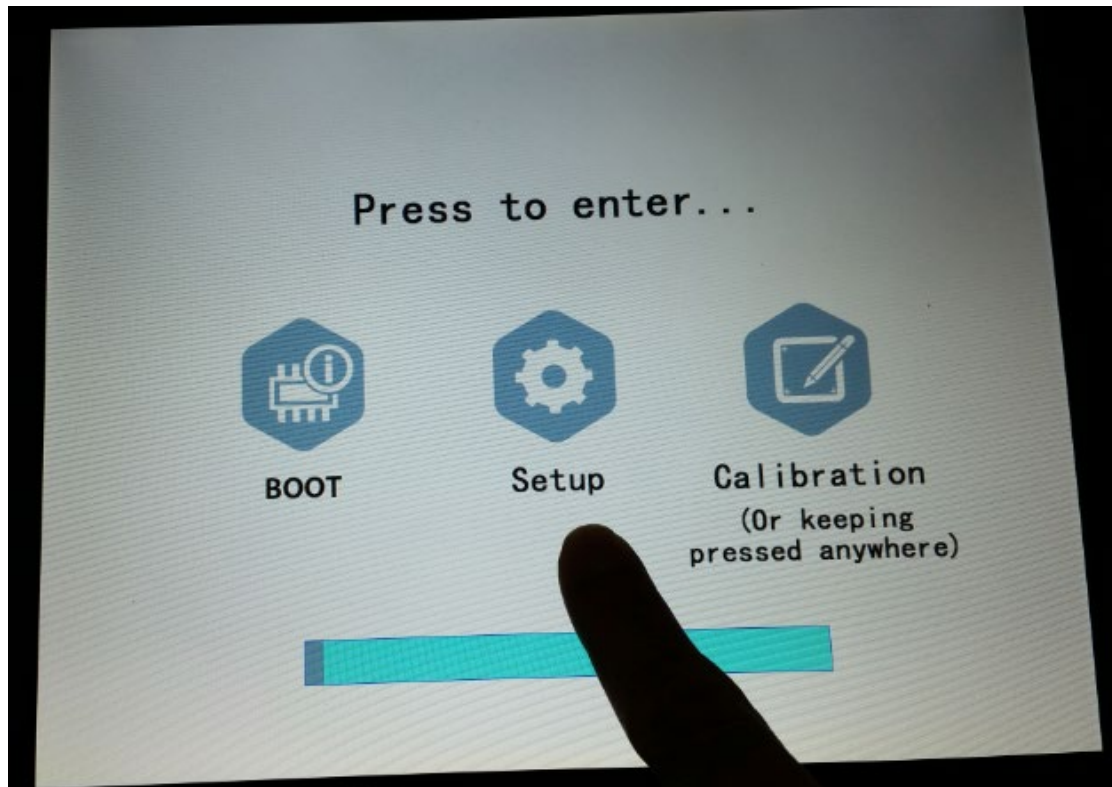 Press to enter...
BOOT
Setup
Calibration
(Or keeping
pressed anywhere)